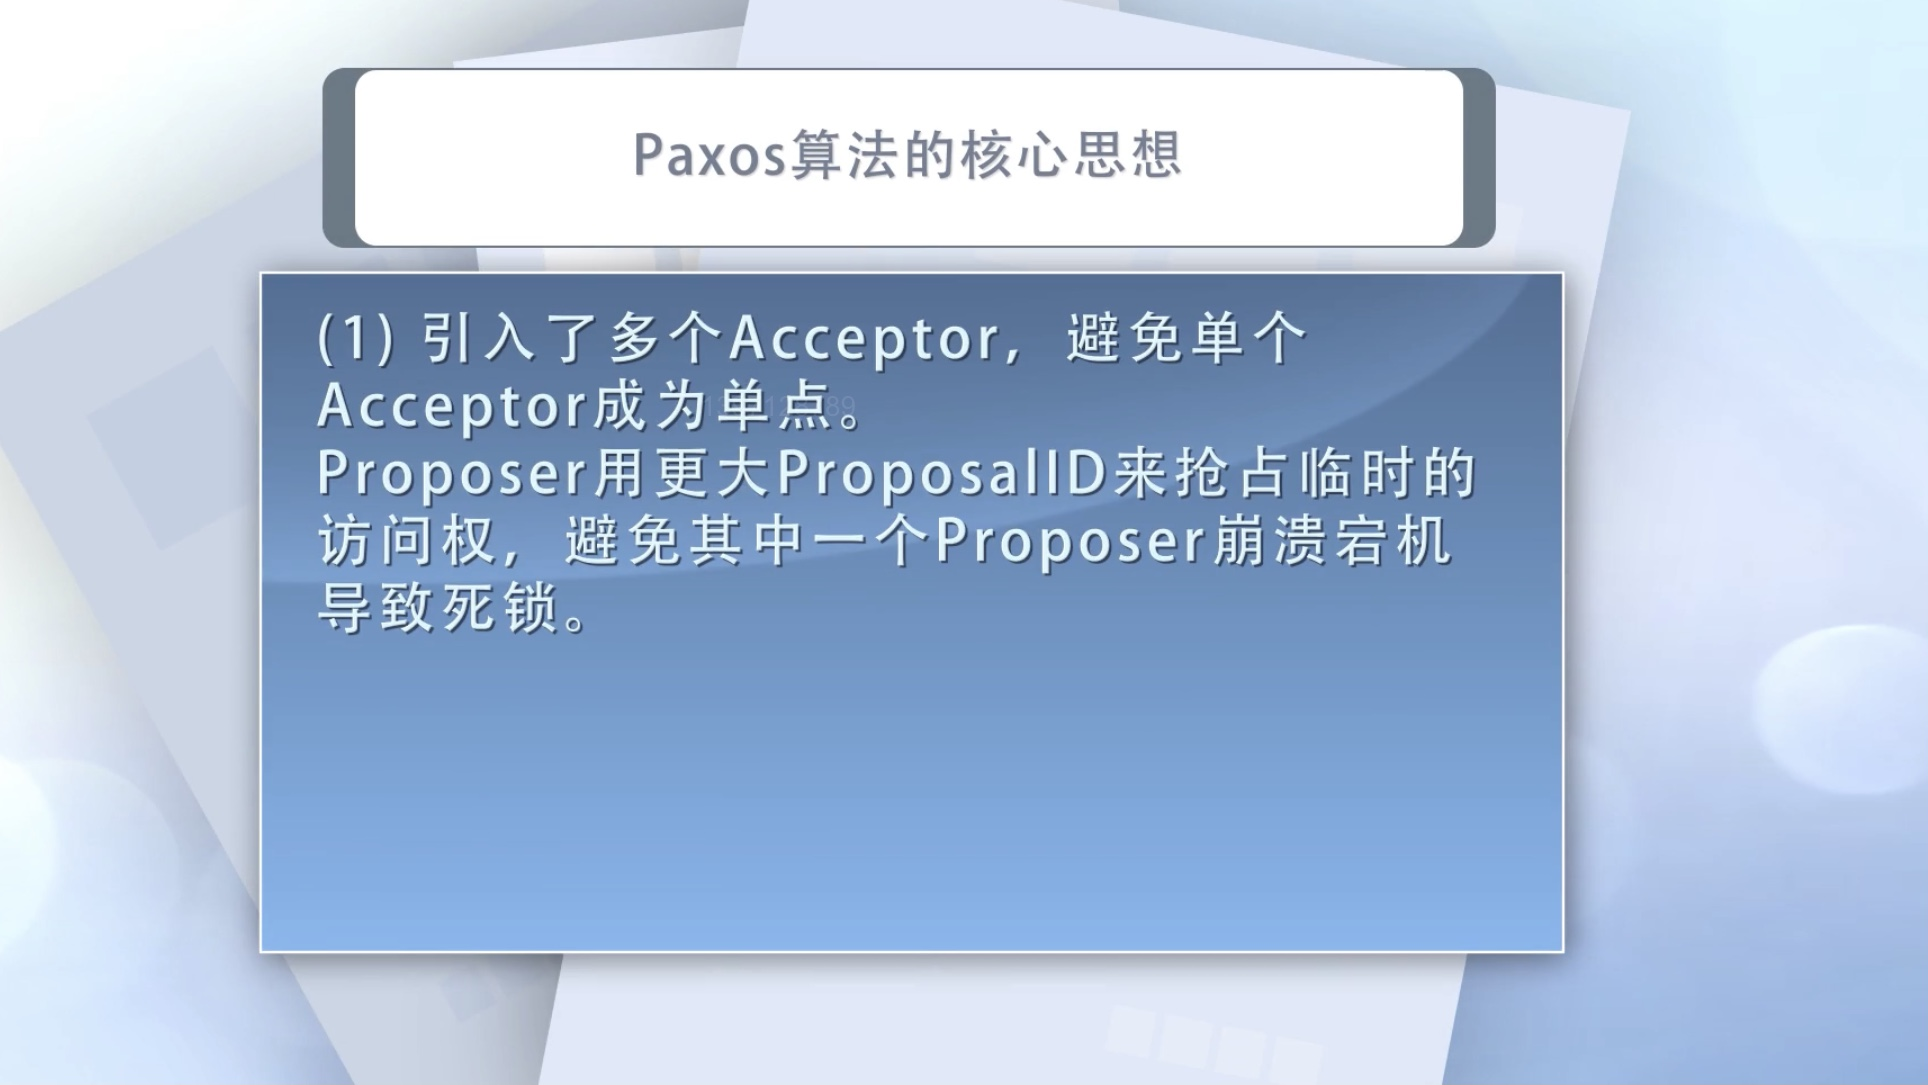 Paxos算法的核心思想
(1) 引入了多个Acceptor，避免单个
Acceptor成为单点。
Proposer用更大ProposalID来抢占临时的
访问权，避免其中一个Proposer崩溃宕机
导致死锁。